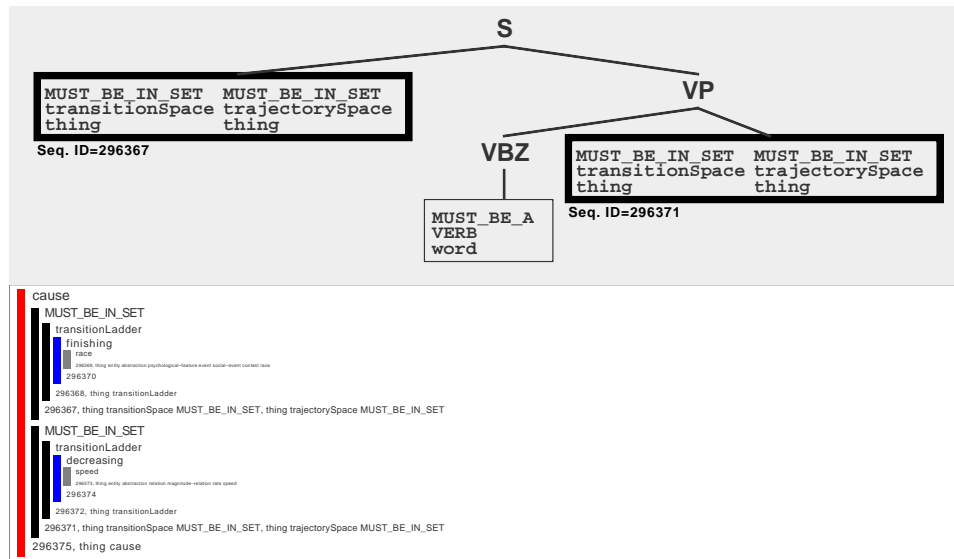 S
MUST_BE_IN_SET MUST_BE_IN_SET
transitionSpace trajectorySpace
thing thing
Seq. ID=296367
VP
VBZ
MUST_BE_IN_SET MUST_BE_IN_SET
transitionSpace trajectorySpace
thing thing
Seq. ID=296371
MUST_BE_A
VERB
word
cause
MUST_BE_IN_SET
transitionLadder
finishing
race
296369, thing entity abstraction psychological-feature event social-event contest race
296370
296368, thing transitionLadder
296367, thing transitionSpace MUST_BE_IN_SET, thing trajectorySpace MUST_BE_IN_SET
MUST_BE_IN_SET
transitionLadder
decreasing
speed
296373, thing entity abstraction relation magnitude-relation rate speed
296374
296372, thing transitionLadder
296371, thing transitionSpace MUST_BE_IN_SET, thing trajectorySpace MUST_BE_IN_SET
296375, thing cause